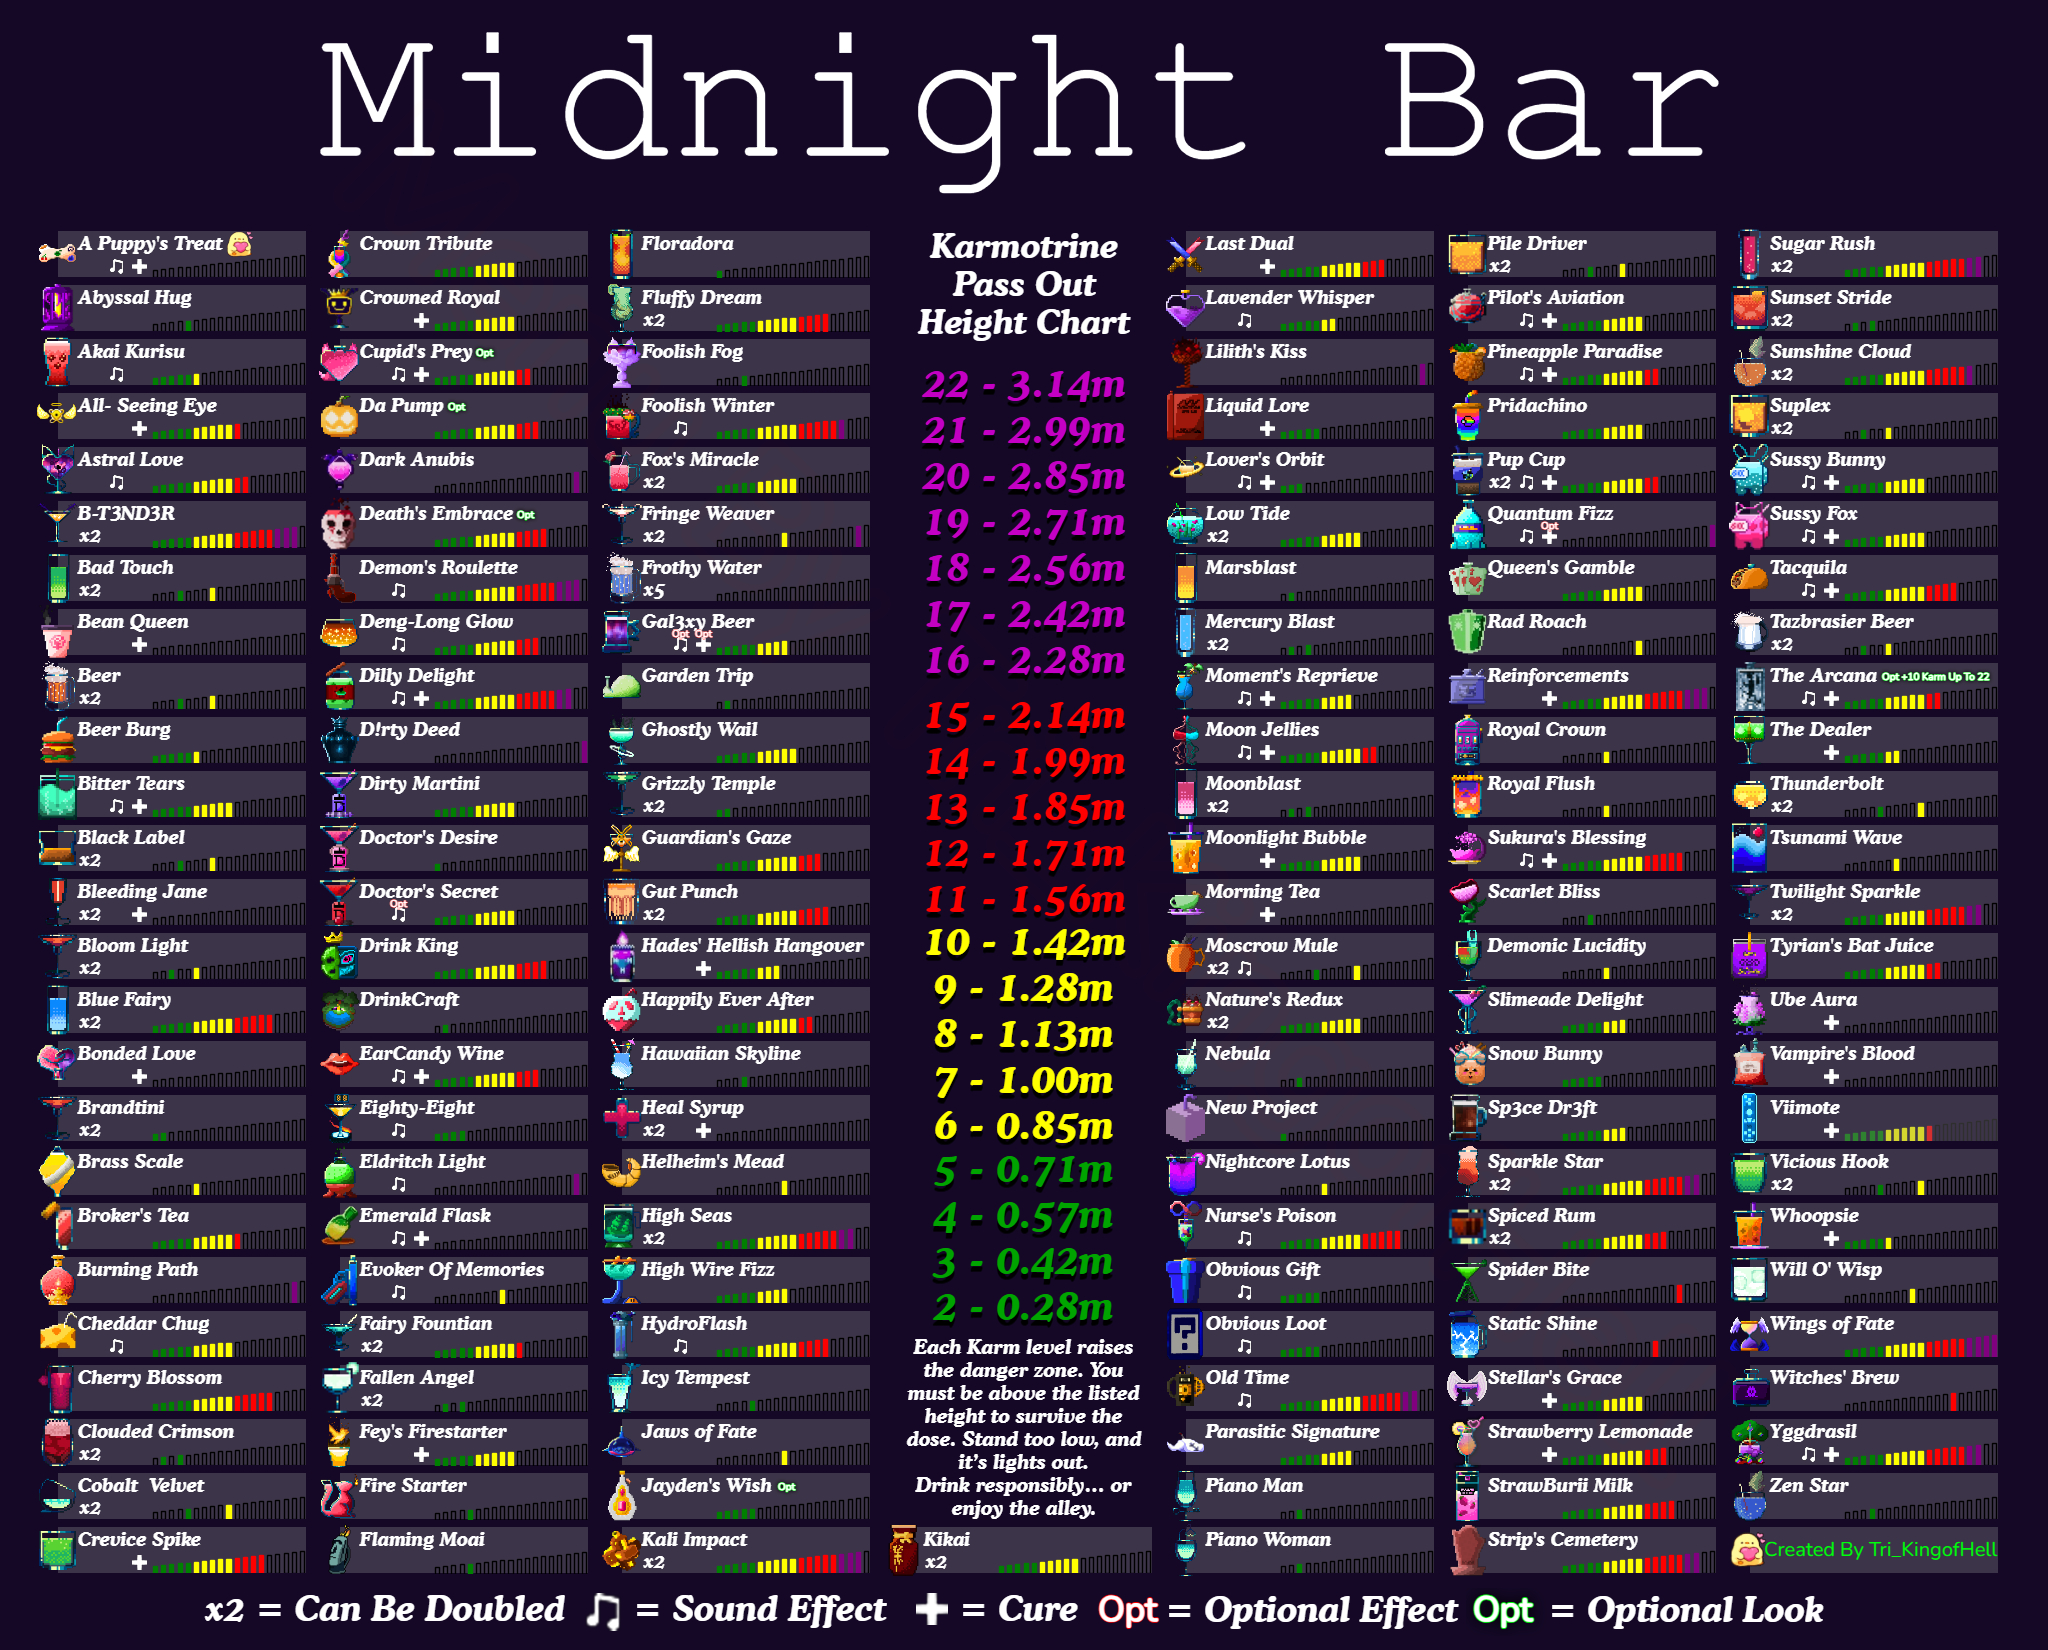 Midnight Bar
A Puppy's Treat
Abyssal Hug
Akai Kurisu
All- Seeing Eye
Astral Love
B-T3ND3R
x2
Bad Touch
x2
Bean Queen
Beer
x2
Beer Burg
Bitter Tears
Black Label
x2
Bleeding Jane
x2
Bloom Light
x2
Blue Fairy
x2
Bonded Love
Brandtini
x2
Brass Scale
Broker's Tea
Burning Path
Cheddar Chug
Cherry Blossom
Clouded Crimson
x2
Cobalt Velvet
x2
Crevice Spike
Crown Tribute
Crowned Royal
Cupid's Prey Opt
Da Pump Opt
Dark Anubis
Death's Embrace Opt
Demon's Roulette
Deng-Long Glow
Dilly Delight
D!rty Deed
Dirty Martini
Doctor's Desire
Doctor's Secret
Opt
Drink King
DrinkCraft
EarCandy Wine
Eighty-Eight
Eldritch Light
Emerald Flask
Evoker Of Memories
Fairy Fountian
x2
Fallen Angel
x2
Fey's Firestarter
Fire Starter
Flaming Moai
Floradora
Fluffy Dream
x2
Foolish Fog
Foolish Winter
Fox's Miracle
x2
Fringe Weaver
x2
Frothy Water
x5
Gal3xy Beer
Opt Opt
Garden Trip
Ghostly Wail
Grizzly Temple
x2
Guardian's Gaze
Gut Punch
x2
Hades' Hellish Hangover
Happily Ever After
Hawaiian Skyline
Heal Syrup
x2
Helheim's Mead
High Seas
x2
High Wire Fizz
HydroFlash
Icy Tempest
Jaws of Fate
Jayden's Wish Opt
Kali Impact
x2
Karmotrine
Pass Out
Height Chart
22 - 3.14m
21 - 2.99m
20 - 2.85m
19 - 2.71m
18 - 2.56m
17 - 2.42m
16 - 2.28m
15 - 2.14m
14 - 1.99m
13 - 1.85m
12 - 1.71m
11 - 1.56m
10 - 1.42m
9 - 1.28m
8 - 1.13m
7 - 1.00m
6 - 0.85m
5 - 0.71m
4 - 0.57m
3 - 0.42m
2 - 0.28m
Each Karm level raises
the danger zone. You
must be above the listed
height to survive the
dose. Stand too low, and
it's lights out.
Drink responsibly... or
enjoy the alley.
Kikai
x2
Last Dual
Lavender Whisper
Lilith's Kiss
Liquid Lore
Lover's Orbit
Low Tide
x2
Marsblast
Mercury Blast
x2
Moment's Reprieve
Moon Jellies
Moonblast
x2
Moonlight Bubble
Morning Tea
Moscrow Mule
x2
Nature's Redux
x2
Nebula
New Project
Nightcore Lotus
Nurse's Poison
Obvious Gift
Obvious Loot
Old Time
Parasitic Signature
Piano Man
Piano Woman
Pile Driver
x2
Pilot's Aviation
Pineapple Paradise
Pridachino
Pup Cup
x2
Quantum Fizz
Opt
Queen's Gamble
Rad Roach
Reinforcements
Royal Crown
Royal Flush
Sukura's Blessing
Scarlet Bliss
Demonic Lucidity
Slimeade Delight
Snow Bunny
Sp3ce Dr3ft
Sparkle Star
x2
Spiced Rum
x2
Spider Bite
Static Shine
Stellar's Grace
Strawberry Lemonade
StrawBurii Milk
Strip's Cemetery
Sugar Rush
x2
Sunset Stride
x2
Sunshine Cloud
x2
Suplex
x2
Sussy Bunny
Sussy Fox
Tacquila
Tazbrasier Beer
x2
The Arcana Opt +10 Karm Up To 22
The Dealer
Thunderbolt
x2
Tsunami Wave
Twilight Sparkle
x2
Tyrian's Bat Juice
Ube Aura
Vampire's Blood
Viimote
Vicious Hook
x2
Whoopsie
Will O' Wisp
Wings of Fate
Witches' Brew
Yggdrasil
Zen Star
Created By Tri_KingofHell
x2 = Can Be Doubled = Sound Effect = Cure Opt = Optional Effect Opt = Optional Look